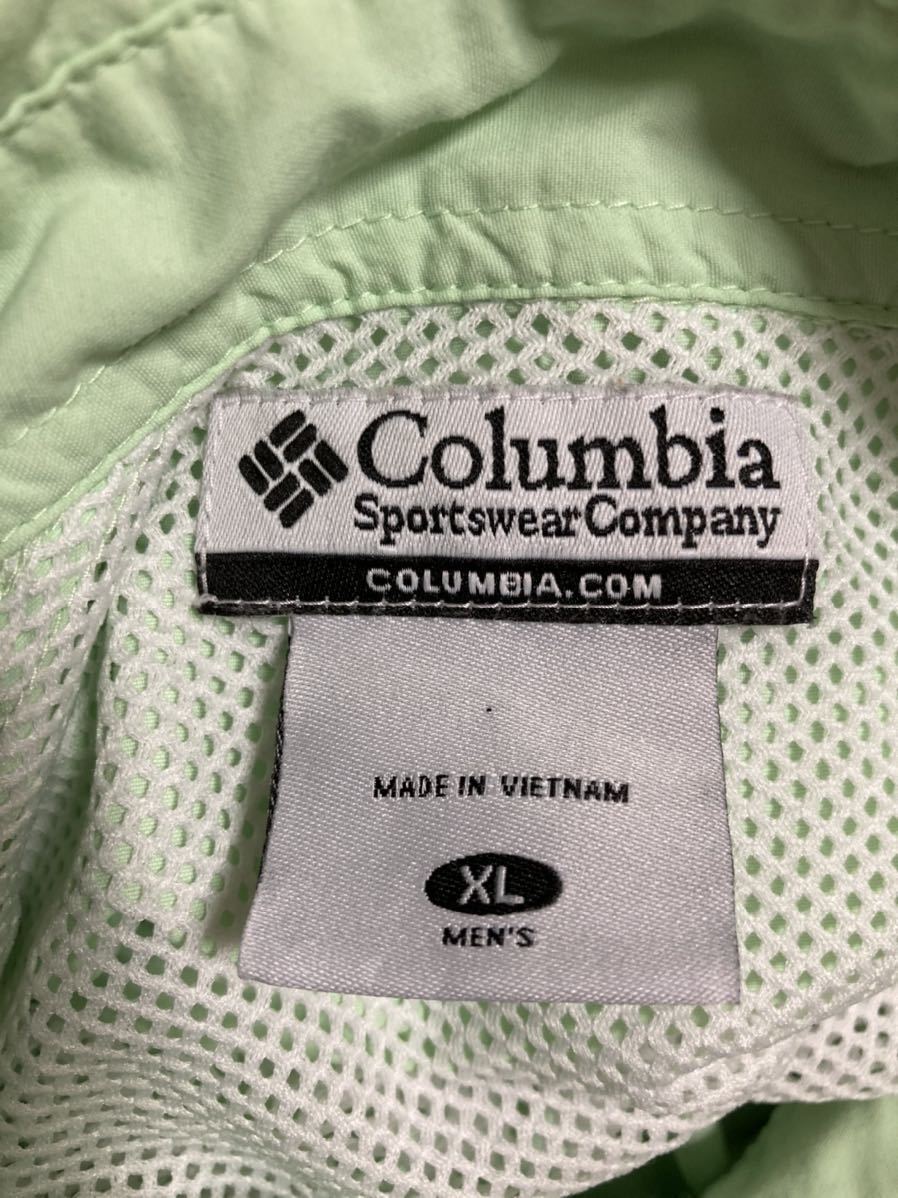 Columbia
Sportswear Company
COLUMBIA.COM
MADE IN VIETNAM
XL
MEN'S